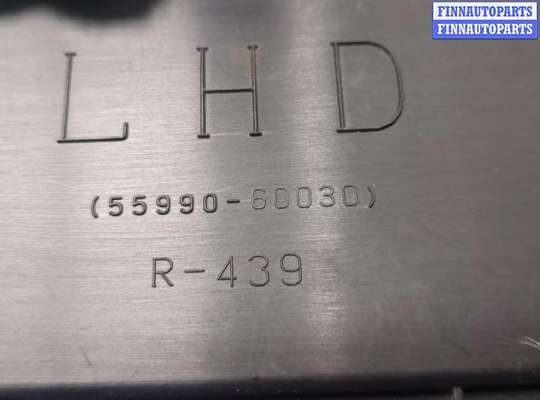 FINNAUTOPARTS
FINNAUTOPARTS
LHD
(55990-60030)
R-439